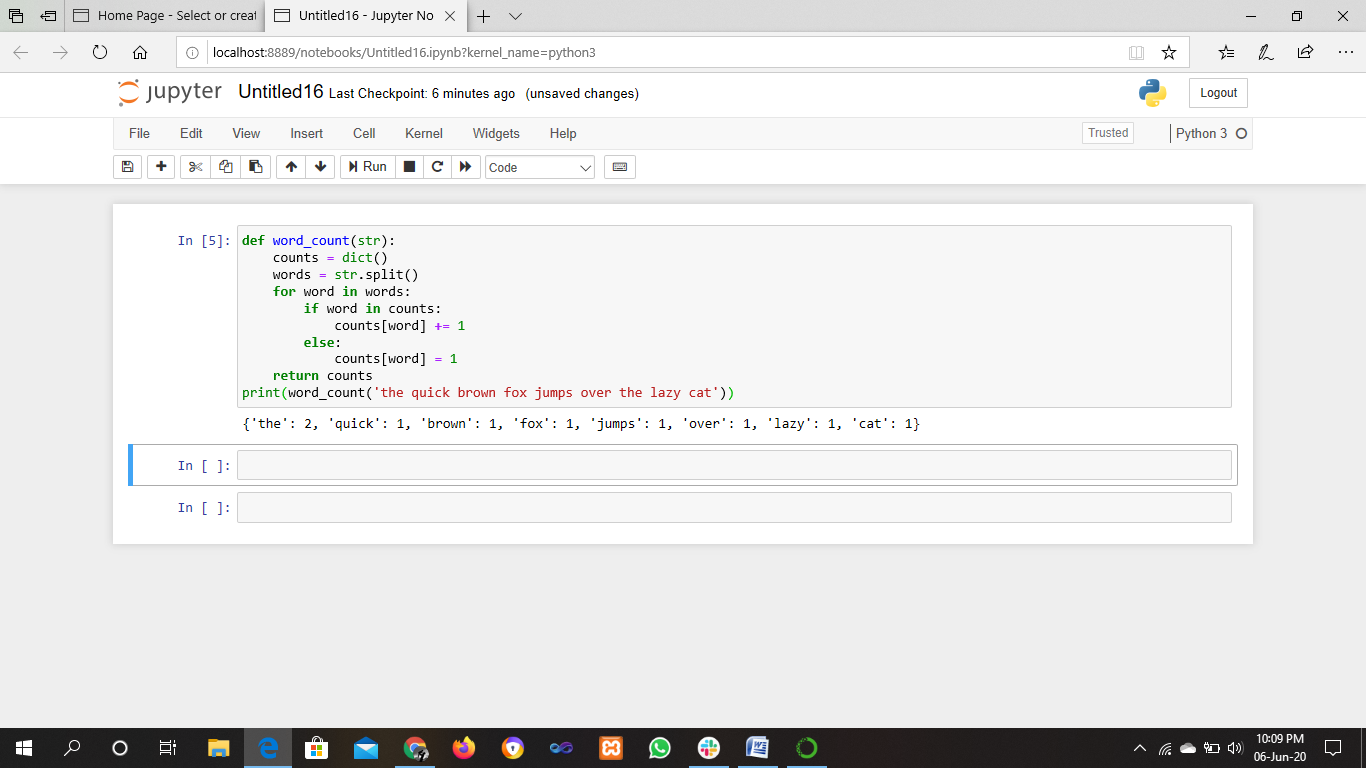 Home Page - Select or creat
Untitled16 - Jupyter No
localhost:8889/notebooks/Untitled16.ipynb?kernel_name=python3
jupyter Untitled16 Last Checkpoint: 6 minutes ago (unsaved changes)
Logout
File Edit View Insert Cell Kernel Widgets Help
Trusted
Python 3
Run
Code
In [5]:
def word_count(str):
    counts = dict()
    words = str.split()
    for word in words:
        if word in counts:
            counts[word] += 1
        else:
            counts[word] = 1
    return counts
print(word_count('the quick brown fox jumps over the lazy cat'))
{'the': 2, 'quick': 1, 'brown': 1, 'fox': 1, 'jumps': 1, 'over': 1, 'lazy': 1, 'cat': 1}
In [ ]:
In [ ]:
10:09 PM
06-Jun-20